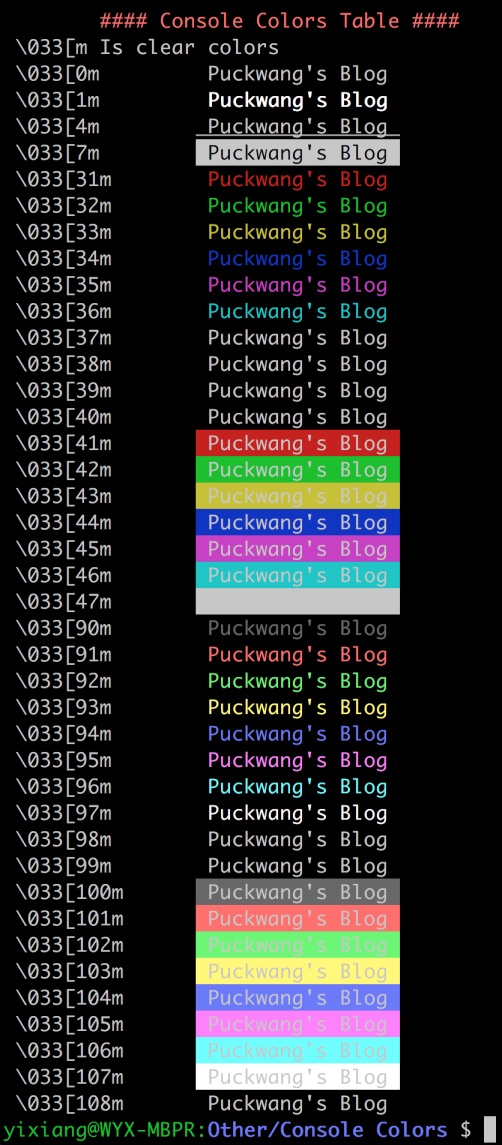 #### Console Colors Table ####
\033[m Is clear colors
\033[0m Puckwang's Blog
\033[1m Puckwang's Blog
\033[4m Puckwang's Blog
\033[7m Puckwang's Blog
\033[31m Puckwang's Blog
\033[32m Puckwang's Blog
\033[33m Puckwang's Blog
\033[34m Puckwang's Blog
\033[35m Puckwang's Blog
\033[36m Puckwang's Blog
\033[37m Puckwang's Blog
\033[38m Puckwang's Blog
\033[39m Puckwang's Blog
\033[40m Puckwang's Blog
\033[41m Puckwang's Blog
\033[42m Puckwang's Blog
\033[43m Puckwang's Blog
\033[44m Puckwang's Blog
\033[45m Puckwang's Blog
\033[46m Puckwang's Blog
\033[47m
\033[90m Puckwang's Blog
\033[91m Puckwang's Blog
\033[92m Puckwang's Blog
\033[93m Puckwang's Blog
\033[94m Puckwang's Blog
\033[95m Puckwang's Blog
\033[96m Puckwang's Blog
\033[97m Puckwang's Blog
\033[98m Puckwang's Blog
\033[99m Puckwang's Blog
\033[100m Puckwang's Blog
\033[101m Puckwang's Blog
\033[102m Puckwang's Blog
\033[103m Puckwang's Blog
\033[104m Puckwang's Blog
\033[105m Puckwang's Blog
\033[106m Puckwang's Blog
\033[107m Puckwang's Blog
\033[108m Puckwang's Blog
yixiang@WYX-MBPR:Other/Console Colors $